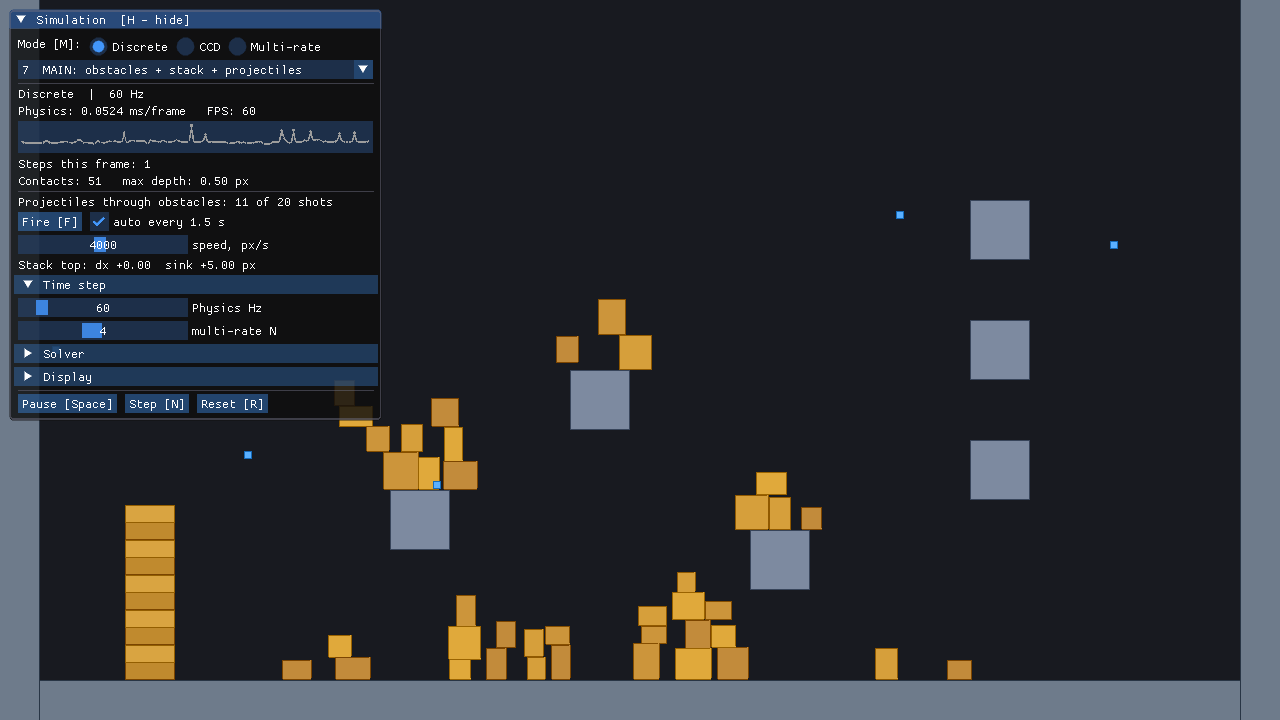 Simulation  [H - hide]
Mode [M]: Discrete CCD Multi-rate
7  MAIN: obstacles + stack + projectiles
Discrete  |  60 Hz
Physics: 0.0524 ms/frame   FPS: 60
Steps this frame: 1
Contacts: 51   max depth: 0.50 px
Projectiles through obstacles: 11 of 20 shots
Fire [F] auto every 1.5 s
4000 speed, px/s
Stack top: dx +0.00  sink +5.00 px
Time step
60 Physics Hz
4 multi-rate N
Solver
Display
Pause [Space] Step [N] Reset [R]